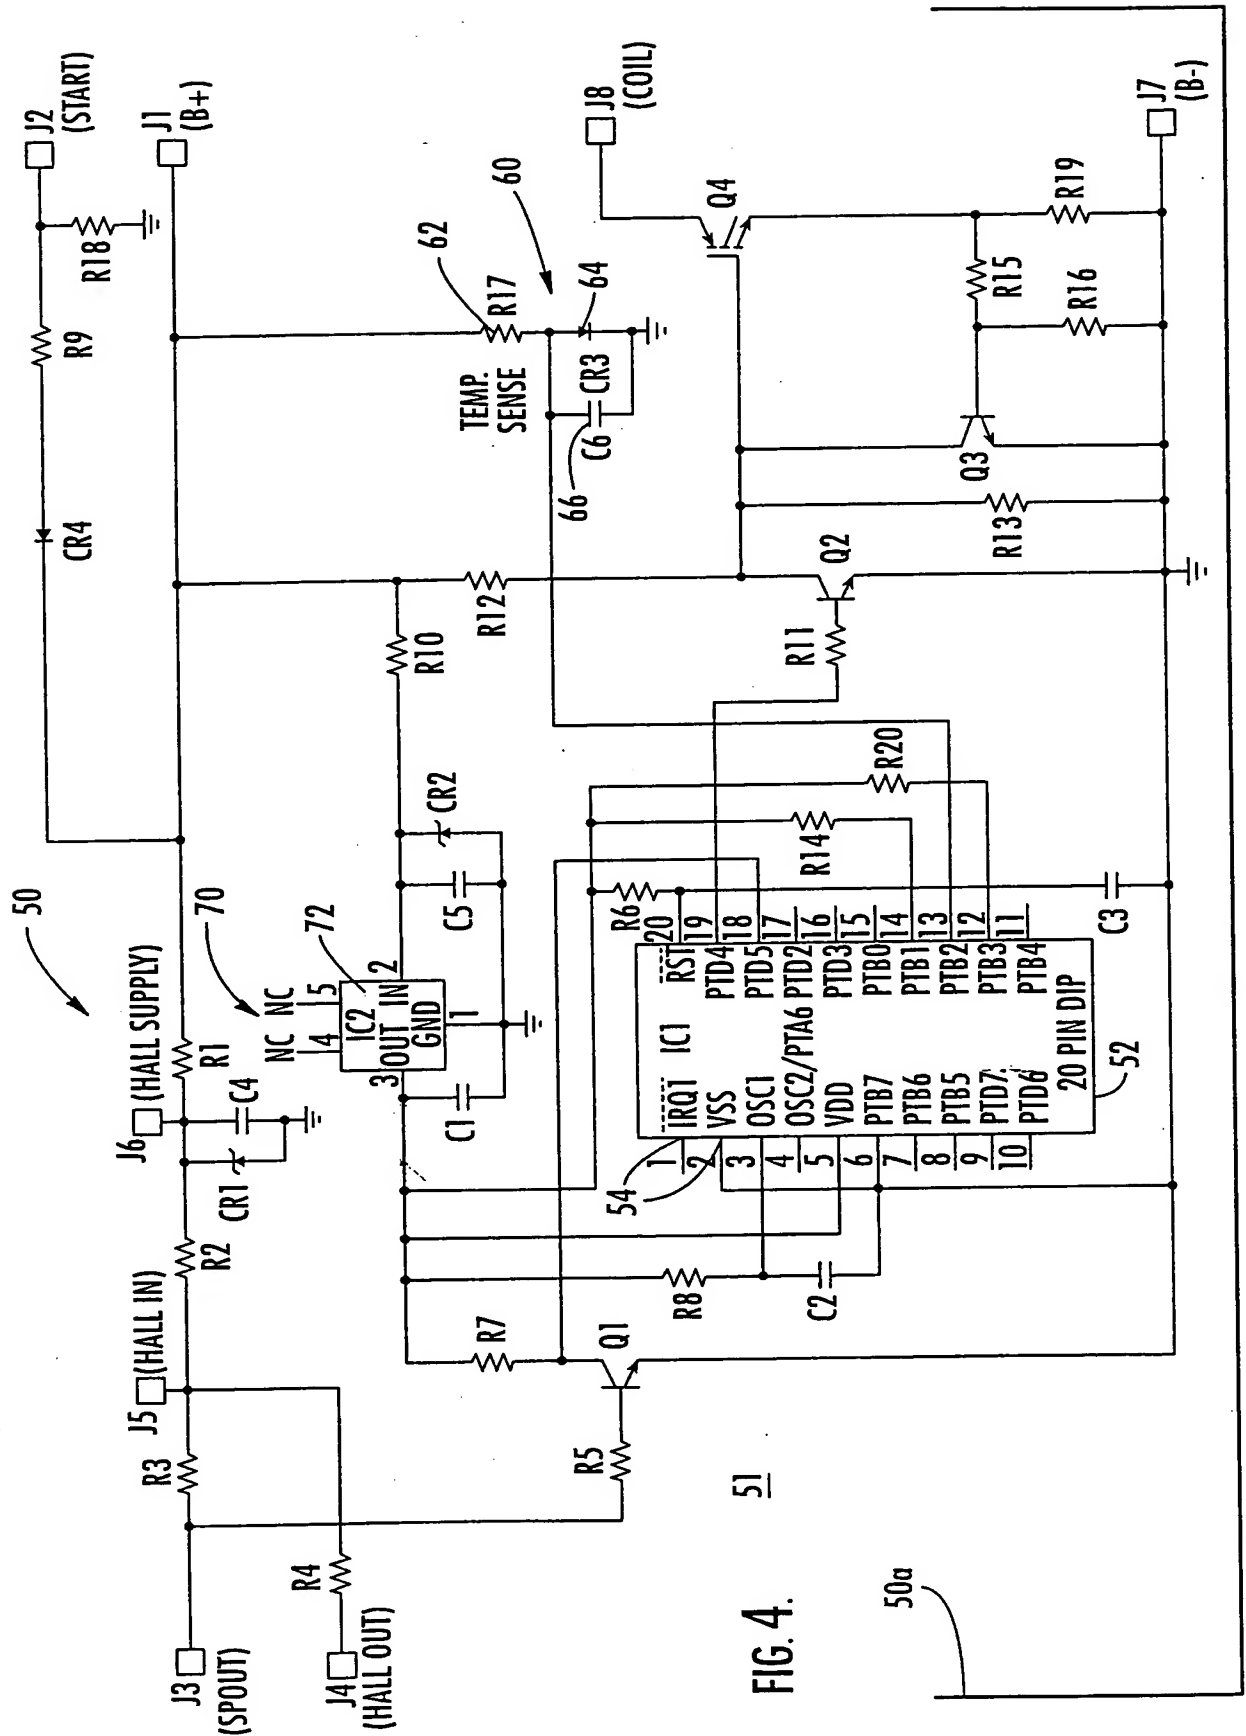 50
J6
(HALL SUPPLY)
J5
(HALL IN)
J3
(SPOUT)
J4
(HALL OUT)
J2
(START)
J1
(B+)
J8
(COIL)
J7
(B-)
R3
R2
CR1
C4
R1
R4
CR4
R9
R18
70
NC
NC
4
5
72
IC2
3
OUT
IN
2
GND
1
C1
C5
CR2
R10
R12
TEMP.
SENSE
62
R17
60
CR3
64
C6
66
R7
R5
Q1
R8
C2
54
1
IRQ1
2
VSS
3
OSC1
4
OSC2/PTA6
5
VDD
6
PTB7
7
PTB6
8
PTB5
9
PTD7
10
PTD6
IC1
20
RST
19
PTD4
18
PTD5
17
PTD2
16
PTD3
15
PTB0
14
PTB1
13
PTB2
12
PTB3
11
PTB4
20 PIN DIP
52
R6
R14
R20
C3
R11
Q2
R13
Q3
Q4
R15
R16
R19
51
FIG. 4.
50a